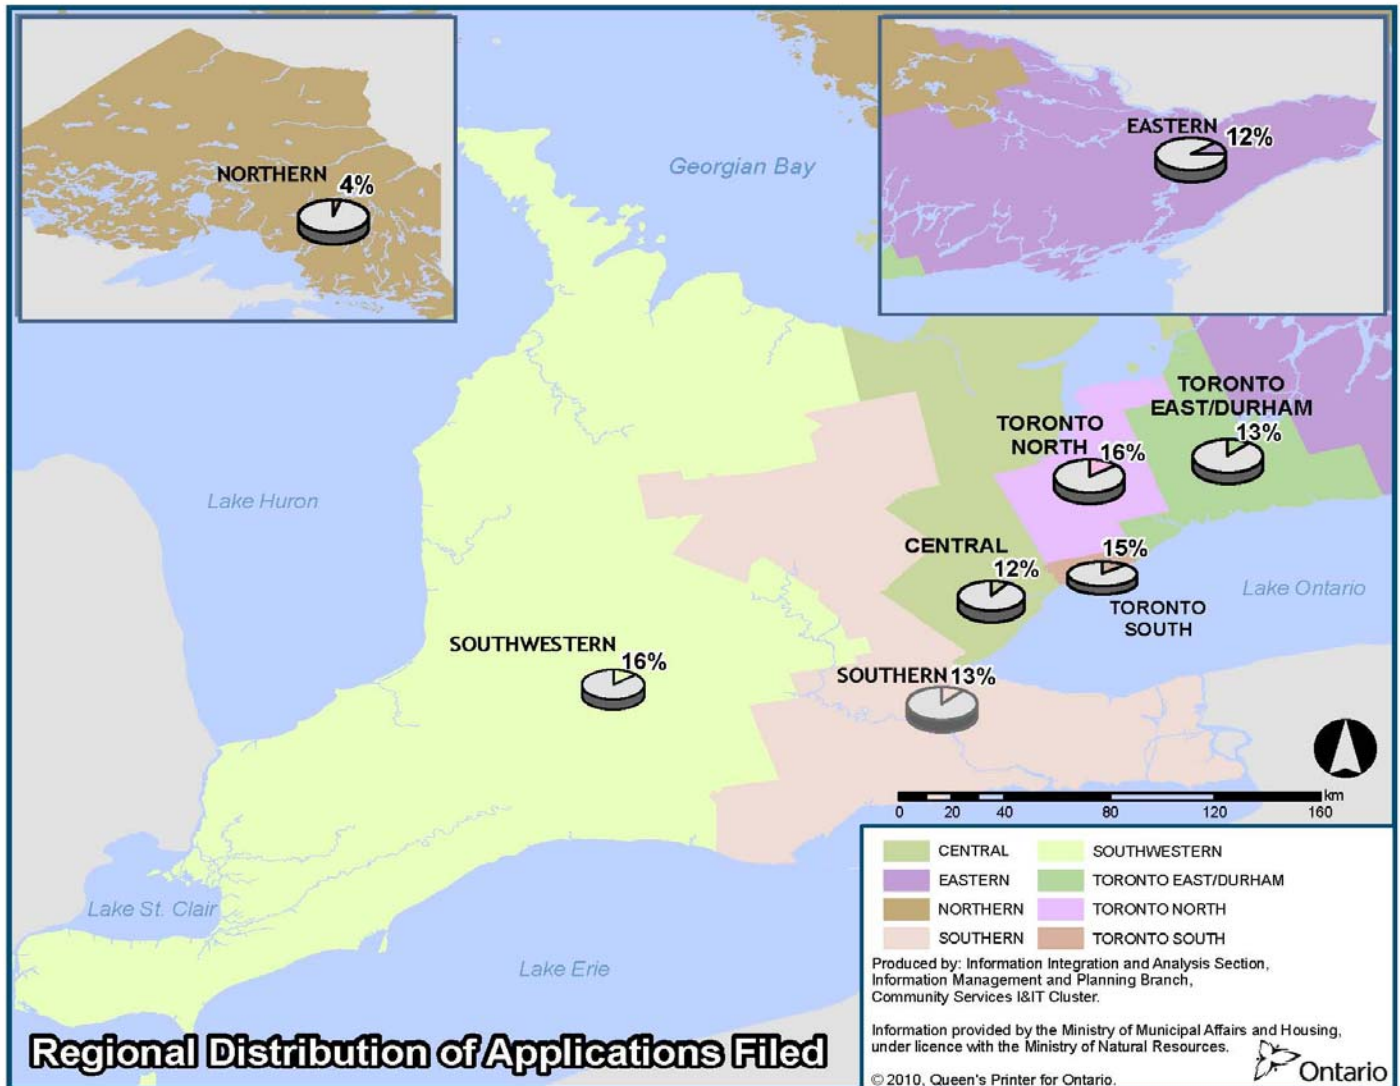 NORTHERN
4%
Georgian Bay
EASTERN
12%
TORONTO
EAST/DURHAM
13%
TORONTO
NORTH
16%
Lake Huron
CENTRAL
12%
15%
TORONTO
SOUTH
Lake Ontario
SOUTHWESTERN
16%
SOUTHERN
13%
km
0 20 40 80 120 160
Lake St. Clair
Lake Erie
CENTRAL
EASTERN
NORTHERN
SOUTHERN
SOUTHWESTERN
TORONTO EAST/DURHAM
TORONTO NORTH
TORONTO SOUTH
Produced by: Information Integration and Analysis Section,
Information Management and Planning Branch,
Community Services I&IT Cluster.
Information provided by the Ministry of Municipal Affairs and Housing,
under licence with the Ministry of Natural Resources.
© 2010, Queen's Printer for Ontario.
Ontario
Regional Distribution of Applications Filed